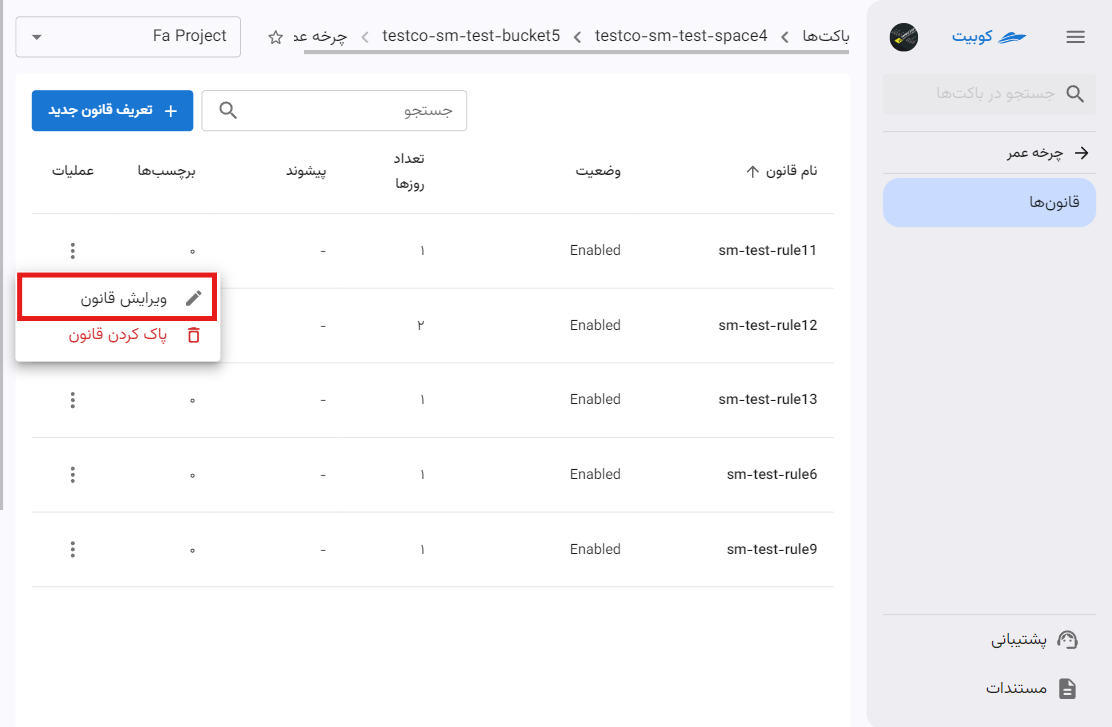 کوبیت
باکت‌ها
testco-sm-test-space4
testco-sm-test-bucket5
چرخه عم
Fa Project
جستجو در باکت‌ها
چرخه عمر
قانون‌ها
جستجو
تعریف قانون جدید
نام قانون
وضعیت
تعداد روزها
پیشوند
برچسب‌ها
عملیات
sm-test-rule11 Enabled ۱ - ۰
ویرایش قانون
پاک کردن قانون
sm-test-rule12 Enabled ۲ -
sm-test-rule13 Enabled ۱ - ۰
sm-test-rule6 Enabled ۱ - ۰
sm-test-rule9 Enabled ۱ - ۰
پشتیبانی
مستندات